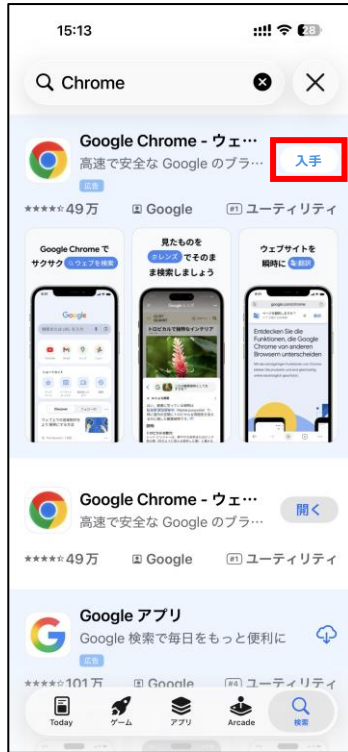 15:13
28
Chrome
Google Chrome - ウェ…
高速で安全な Google のブラ…
入手
広告
★★★★☆49万
Google
#1 ユーティリティ
Google Chrome で
サクサク ウェブを検索
見たものを
レンズ でそのまま
ま検索しましょう
ウェブサイトを
瞬時に 翻訳
Google
トロピカルで植物なインテリア
Entdecken Sie die
Funktionen, die Google
Chrome von anderen
Browsern unterscheiden
Google Chrome - ウェ…
高速で安全な Google のブラ…
開く
★★★★☆49万
Google
#1 ユーティリティ
Google アプリ
Google 検索で毎日をもっと便利に
広告
★★★★☆101万
Google
#4 ユーティリティ
Today
ゲーム
アプリ
Arcade
検索